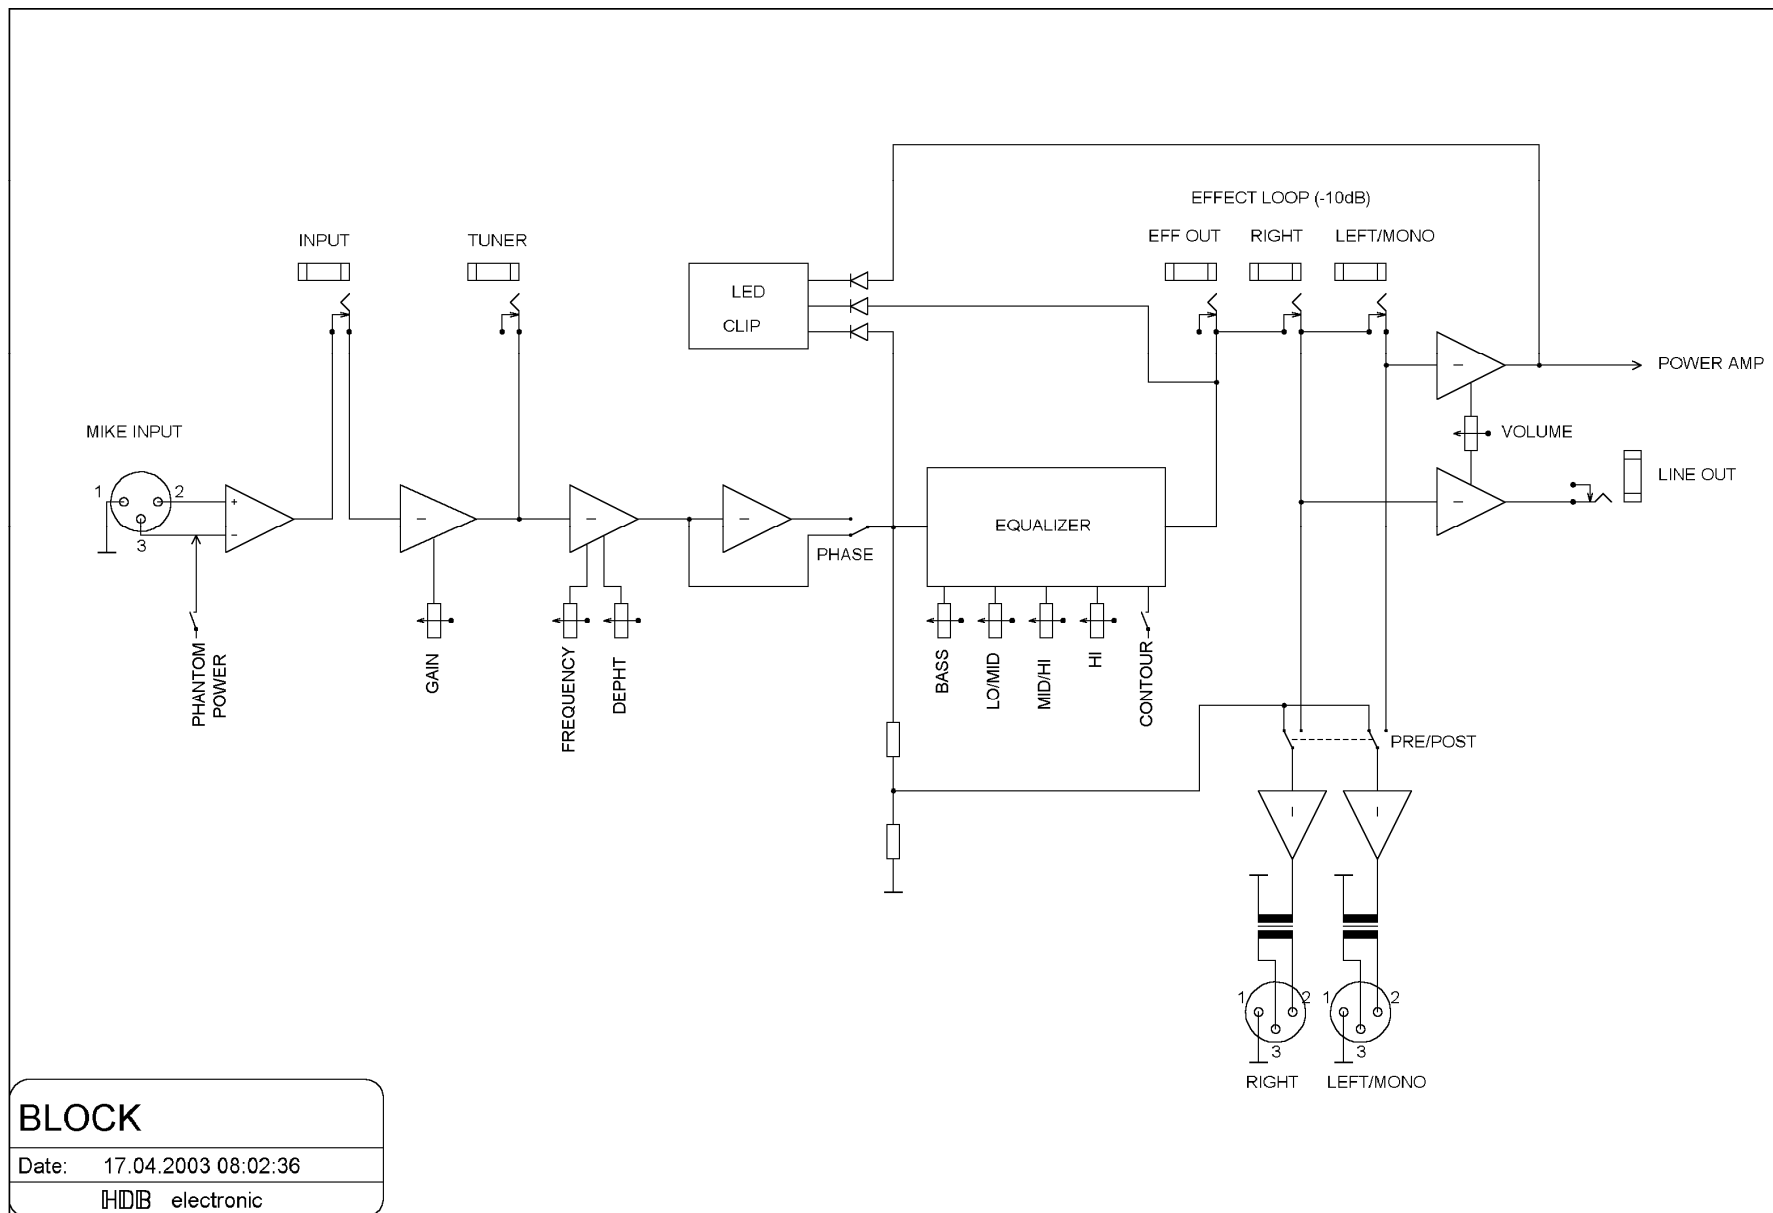 EFFECT LOOP (-10dB)
INPUT
TUNER
EFF OUT
RIGHT
LEFT/MONO
LED
CLIP
POWER AMP
MIKE INPUT
VOLUME
LINE OUT
1
2
3
+
−
−
−
−
−
−
EQUALIZER
PHASE
PHANTOM
POWER
GAIN
FREQUENCY
DEPHT
BASS
LO/MID
MID/HI
HI
CONTOUR
PRE/POST
1
2
3
1
2
3
RIGHT
LEFT/MONO
BLOCK
Date: 17.04.2003 08:02:36
HDB electronic